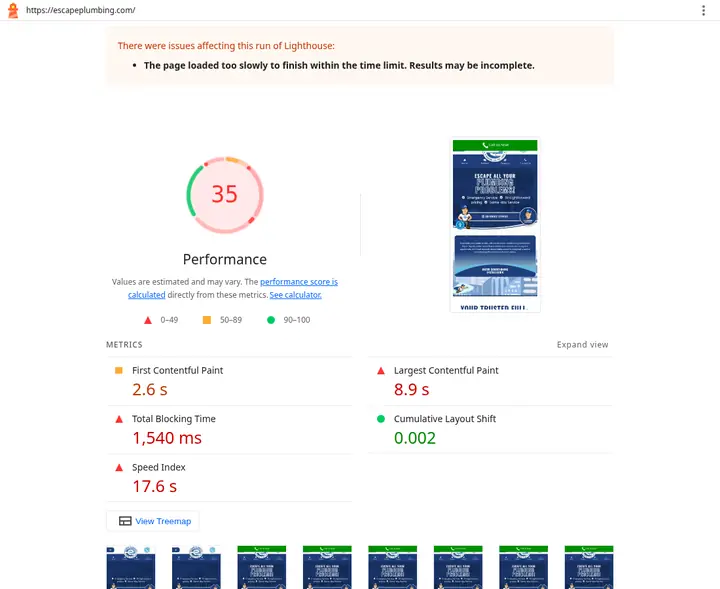 https://escapeplumbing.com/
There were issues affecting this run of Lighthouse:
• The page loaded too slowly to finish within the time limit. Results may be incomplete.
35
Performance
Values are estimated and may vary. The performance score is
calculated directly from these metrics. See calculator.
0–49
50–89
90–100
ESCAPE ALL YOUR
PLUMBING
PROBLEMS!
YOUR TRUSTED FULL
METRICS
Expand view
First Contentful Paint
2.6 s
Largest Contentful Paint
8.9 s
Total Blocking Time
1,540 ms
Cumulative Layout Shift
0.002
Speed Index
17.6 s
View Treemap